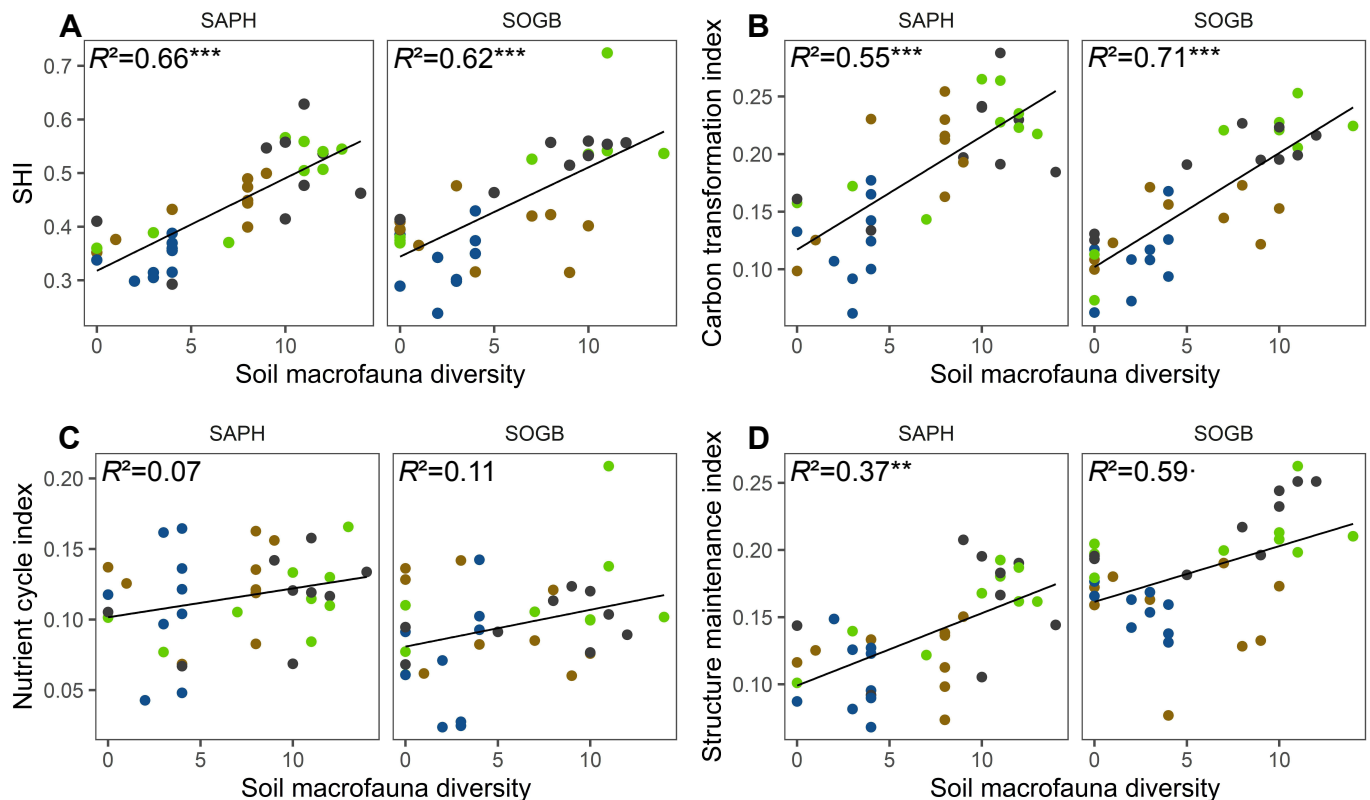 A
SAPH
SOGB
R²=0.66***
R²=0.62***
SHI
0.7
0.6
0.5
0.4
0.3
0 5 10
0 5 10
Soil macrofauna diversity
B
SAPH
SOGB
R²=0.55***
R²=0.71***
Carbon transformation index
0.25
0.20
0.15
0.10
0 5 10
0 5 10
Soil macrofauna diversity
C
SAPH
SOGB
R²=0.07
R²=0.11
Nutrient cycle index
0.20
0.15
0.10
0.05
0 5 10
0 5 10
Soil macrofauna diversity
D
SAPH
SOGB
R²=0.37**
R²=0.59·
Structure maintenance index
0.25
0.20
0.15
0.10
0 5 10
0 5 10
Soil macrofauna diversity